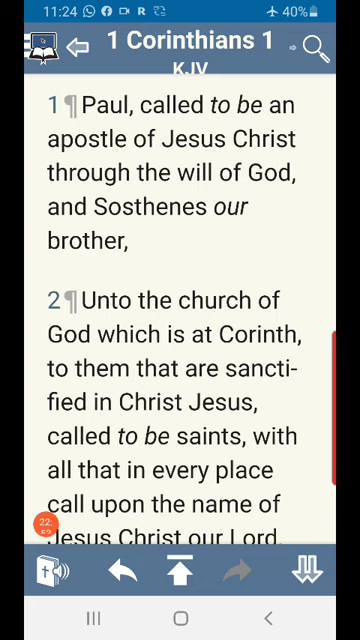 11:24 R 40%
1 Corinthians 1
KJV
1 ¶ Paul, called to be an
apostle of Jesus Christ
through the will of God,
and Sosthenes our
brother,
2 ¶ Unto the church of
God which is at Corinth,
to them that are sancti-
fied in Christ Jesus,
called to be saints, with
all that in every place
call upon the name of
Jesus Christ our Lord,
22:
52